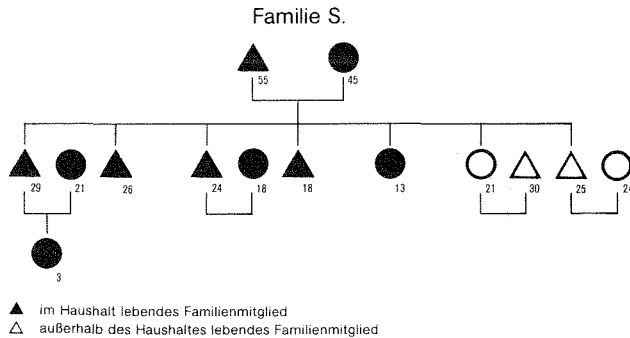 Familie S.
55 45
29 21 26 24 18 18 13 21 30 25 24
3
im Haushalt lebendes Familienmitglied
außerhalb des Haushaltes lebendes Familienmitglied